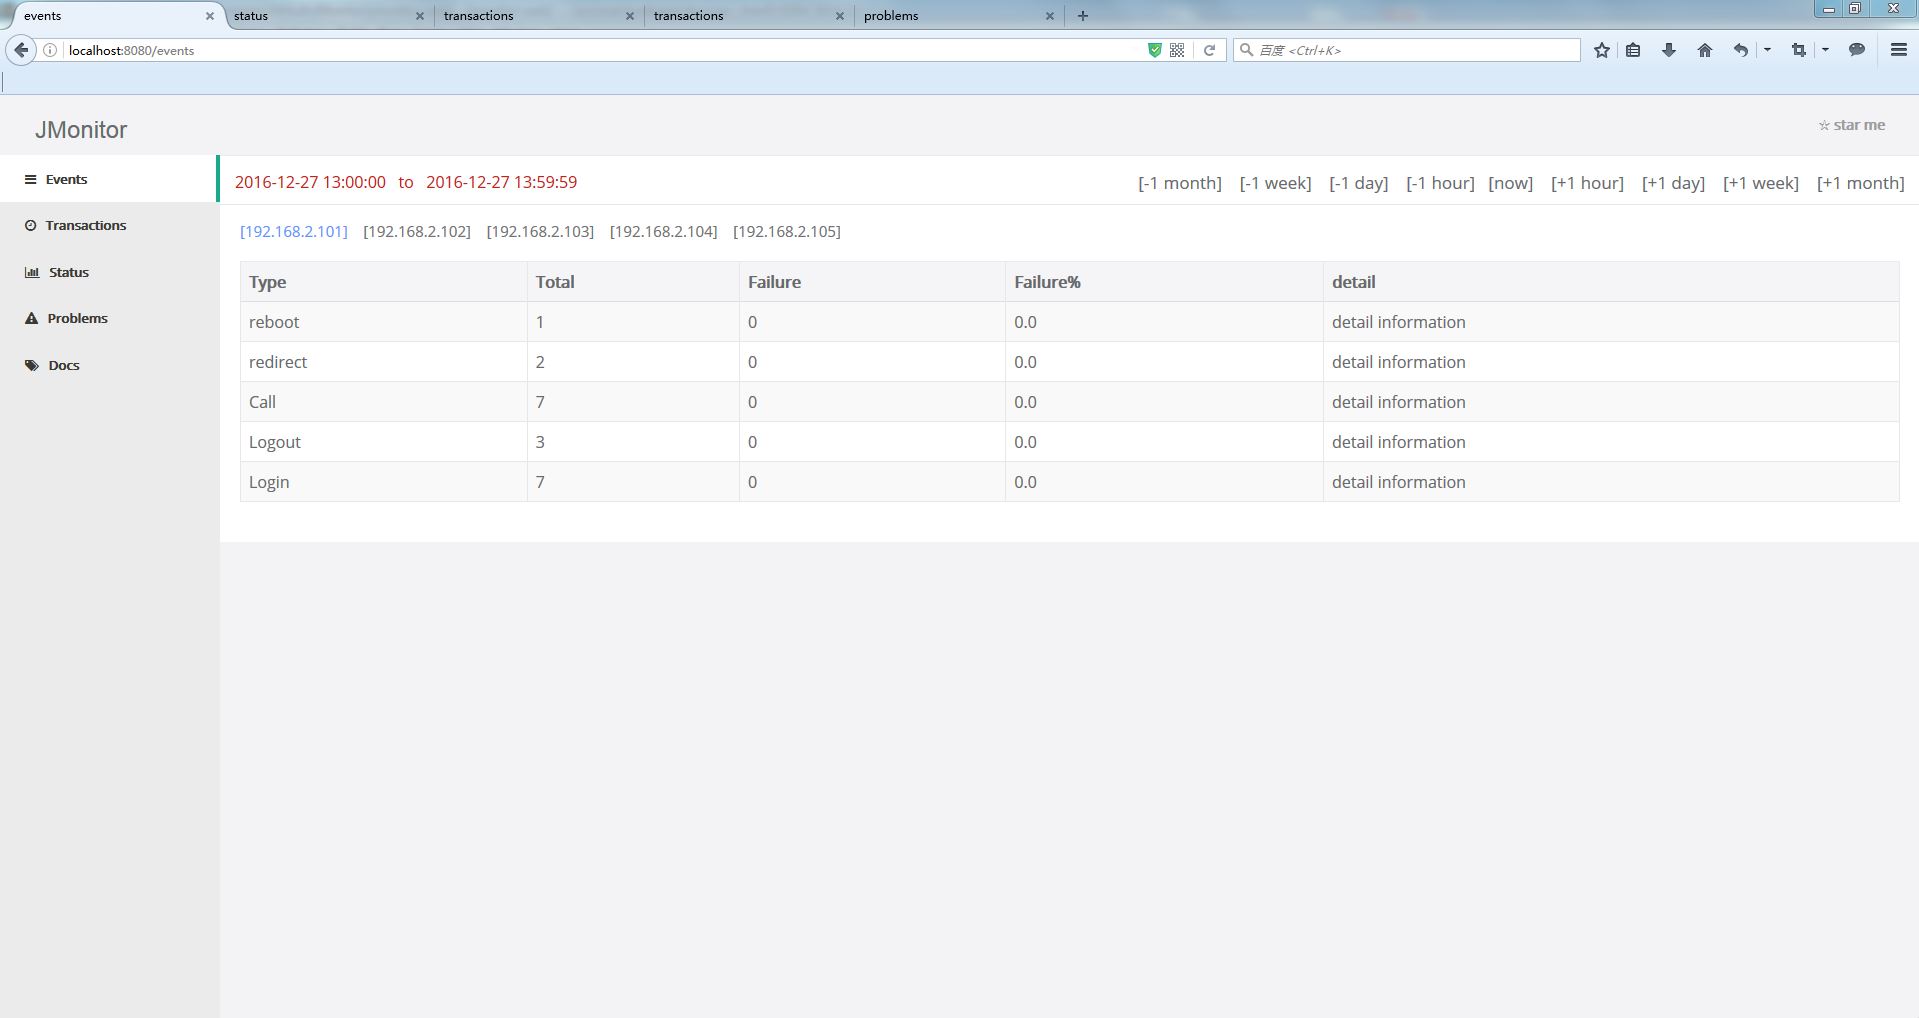 events status transactions transactions problems
localhost:8080/events 百度 <Ctrl+K>
JMonitor
☆ star me
Events
Transactions
Status
Problems
Docs
2016-12-27 13:00:00 to 2016-12-27 13:59:59 [-1 month] [-1 week] [-1 day] [-1 hour] [now] [+1 hour] [+1 day] [+1 week] [+1 month]
[192.168.2.101] [192.168.2.102] [192.168.2.103] [192.168.2.104] [192.168.2.105]
Type Total Failure Failure% detail
reboot 1 0 0.0 detail information
redirect 2 0 0.0 detail information
Call 7 0 0.0 detail information
Logout 3 0 0.0 detail information
Login 7 0 0.0 detail information